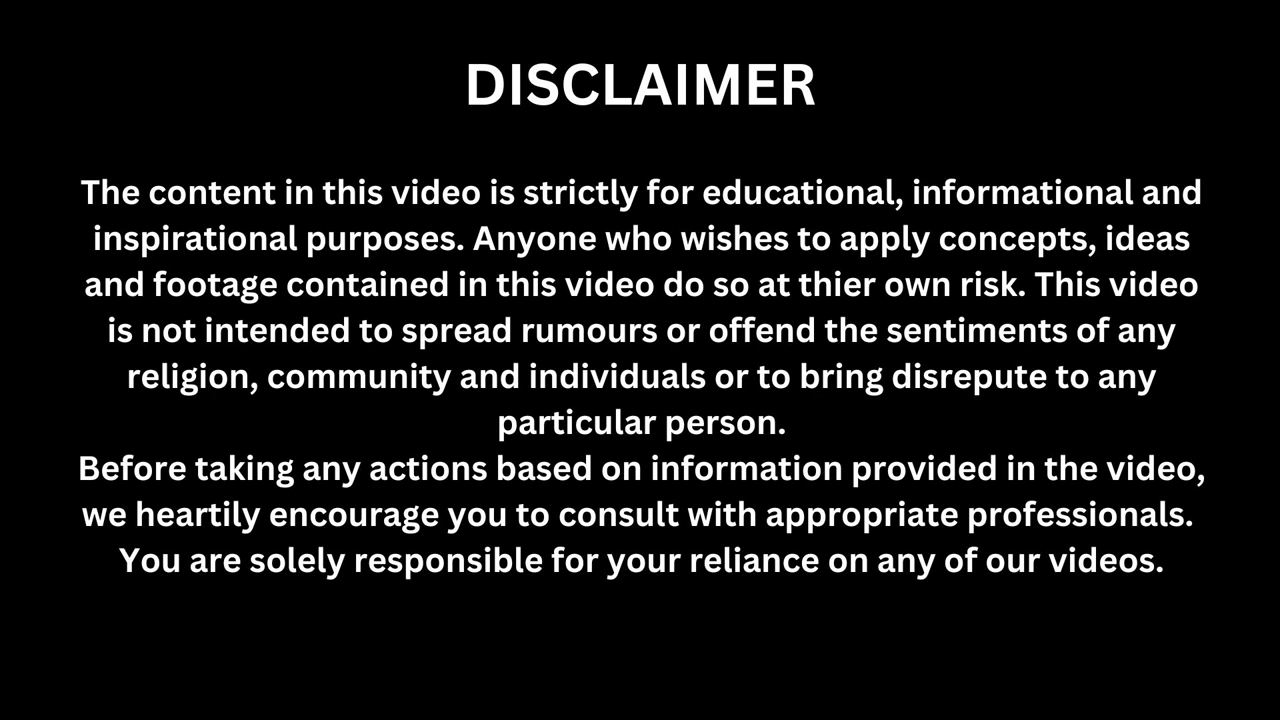 DISCLAIMER
The content in this video is strictly for educational, informational and
inspirational purposes. Anyone who wishes to apply concepts, ideas
and footage contained in this video do so at thier own risk. This video
is not intended to spread rumours or offend the sentiments of any
religion, community and individuals or to bring disrepute to any
particular person.
Before taking any actions based on information provided in the video,
we heartily encourage you to consult with appropriate professionals.
You are solely responsible for your reliance on any of our videos.